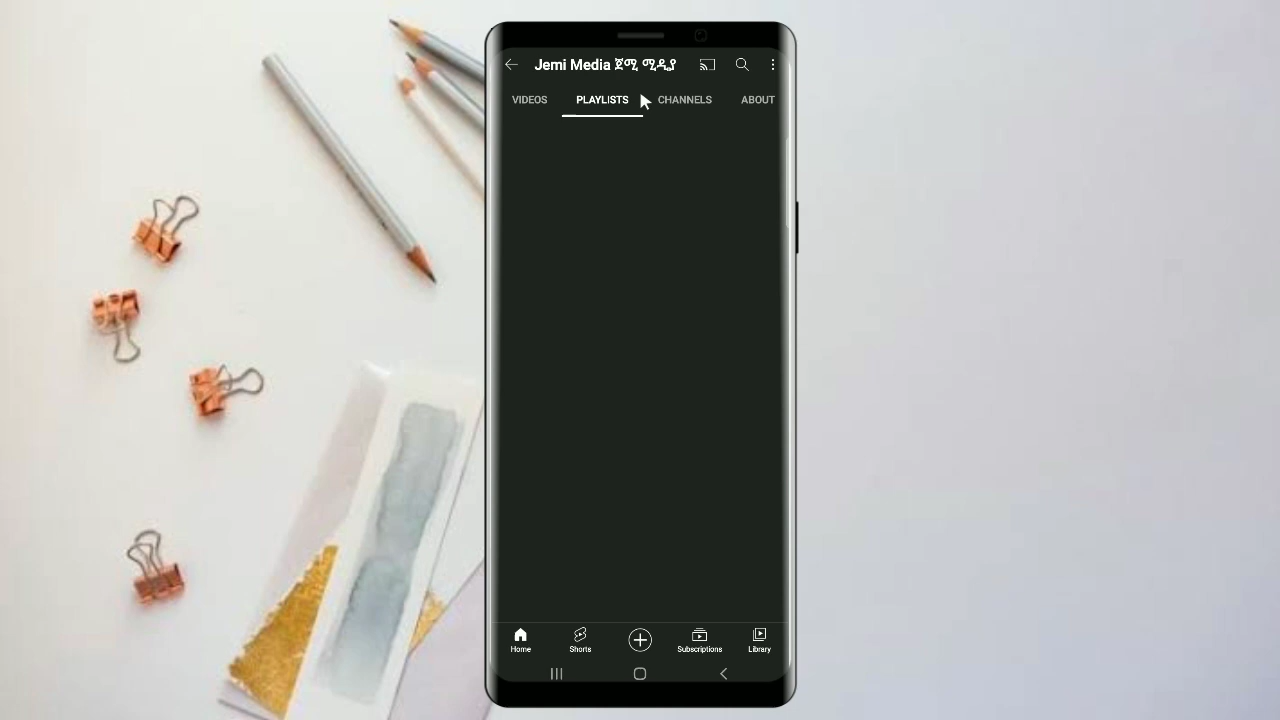 Jemi Media ጀሚ ሚዲያ
VIDEOS PLAYLISTS CHANNELS ABOUT
Home Shorts Subscriptions Library